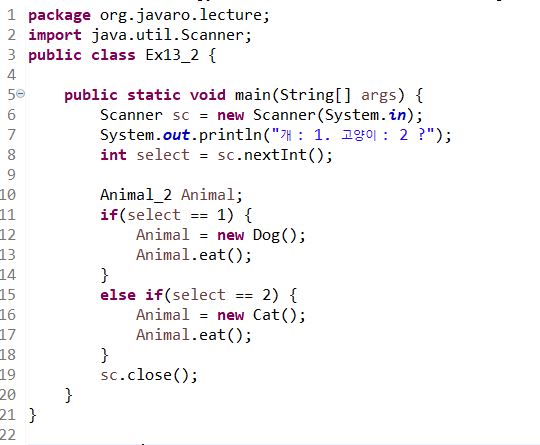 1 package org.javaro.lecture;
2 import java.util.Scanner;
3 public class Ex13_2 {
4
5 public static void main(String[] args) {
6 Scanner sc = new Scanner(System.in);
7 System.out.println("개 : 1. 고양이 : 2 ?");
8 int select = sc.nextInt();
9
10 Animal_2 Animal;
11 if(select == 1) {
12 Animal = new Dog();
13 Animal.eat();
14 }
15 else if(select == 2) {
16 Animal = new Cat();
17 Animal.eat();
18 }
19 sc.close();
20 }
21 }
22